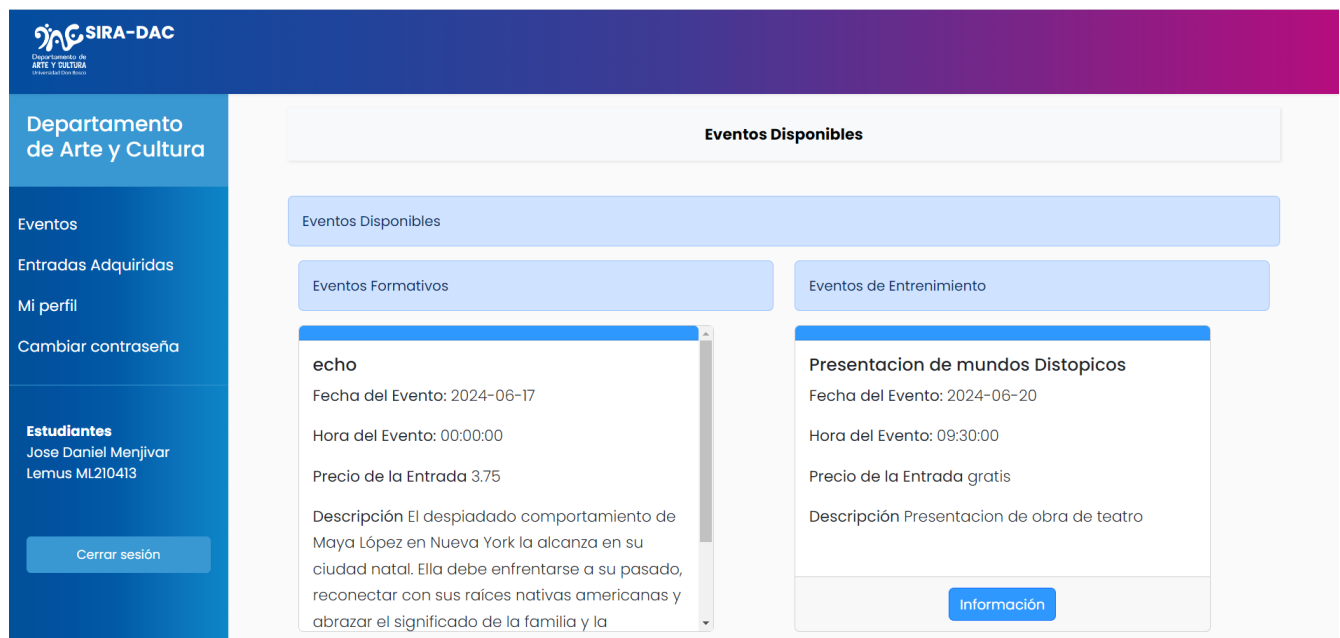 SIRA-DAC
Departamento de
ARTE Y CULTURA
Universidad Don Bosco
Departamento
de Arte y Cultura
Eventos
Entradas Adquiridas
Mi perfil
Cambiar contraseña
Estudiantes
Jose Daniel Menjivar
Lemus ML210413
Cerrar sesión
Eventos Disponibles
Eventos Disponibles
Eventos Formativos
echo
Fecha del Evento: 2024-06-17
Hora del Evento: 00:00:00
Precio de la Entrada 3.75
Descripción El despiadado comportamiento de
Maya López en Nueva York la alcanza en su
ciudad natal. Ella debe enfrentarse a su pasado,
reconectar con sus raíces nativas americanas y
abrazar el significado de la familia y la
Eventos de Entrenimiento
Presentacion de mundos Distopicos
Fecha del Evento: 2024-06-20
Hora del Evento: 09:30:00
Precio de la Entrada gratis
Descripción Presentacion de obra de teatro
Información